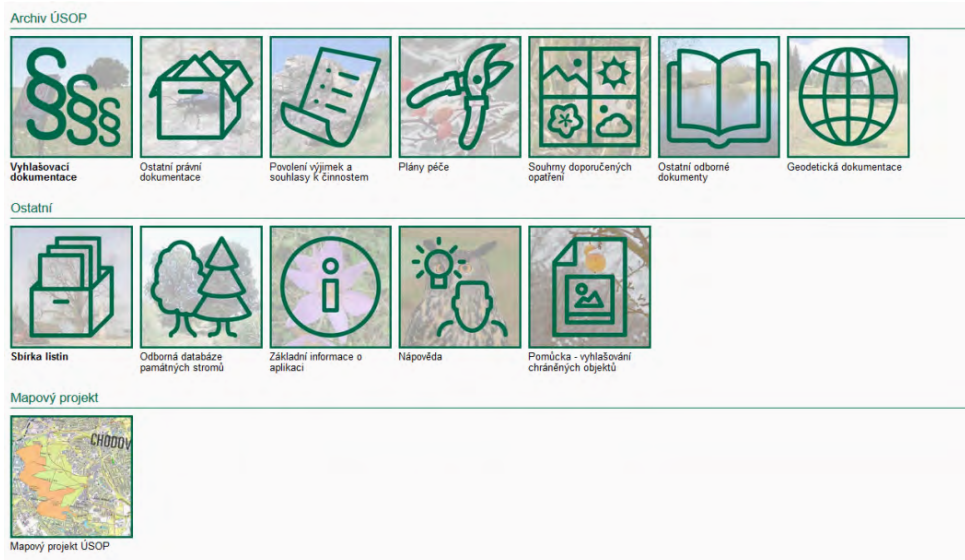 Archiv ÚSOP
Vyhlašovací
dokumentace
Ostatní právní
dokumentace
Povolení výjimek a
souhlasy k činnostem
Plány péče
Souhrny doporučených
opatření
Ostatní odborné
dokumenty
Geodetická dokumentace
Ostatní
Sbírka listin
Odborná databáze
památných stromů
Základní informace o
aplikaci
Nápověda
Pomůcka - vyhlašování
chráněných objektů
Mapový projekt
CHODOV
Mapový projekt ÚSOP